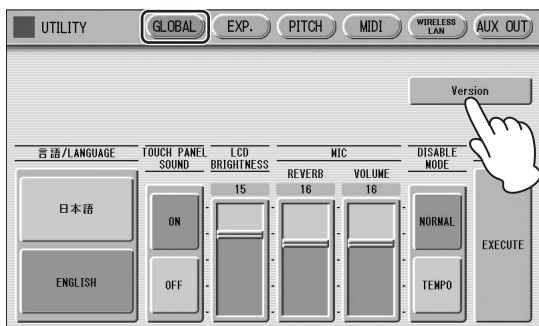 UTILITY GLOBAL EXP. PITCH MIDI WIRELESS LAN AUX OUT
Version
言語/LANGUAGE TOUCH PANEL SOUND LCD BRIGHTNESS MIC DISABLE MODE
REVERB VOLUME
15 16 16
日本語 ON NORMAL
EXECUTE
ENGLISH OFF TEMPO